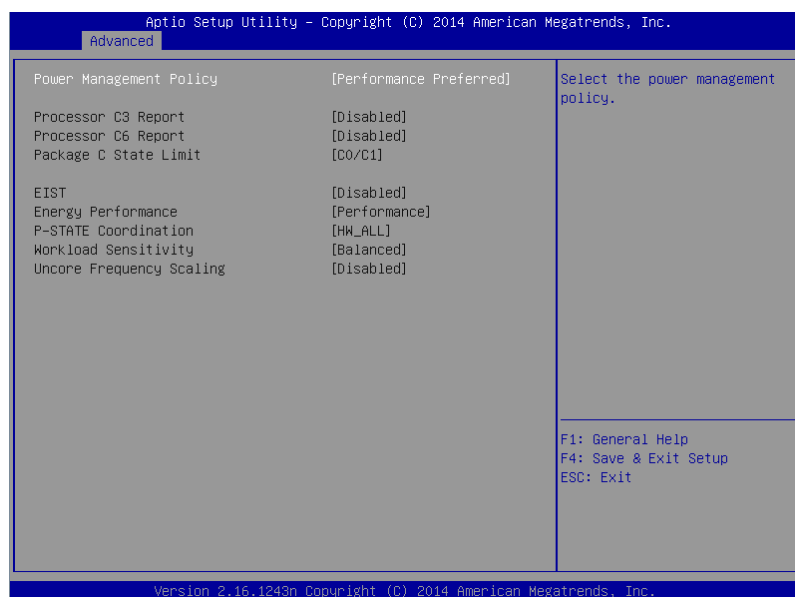 Aptio Setup Utility – Copyright (C) 2014 American Megatrends, Inc.
Advanced
Power Management Policy [Performance Preferred]
Select the power management policy.
Processor C3 Report [Disabled]
Processor C6 Report [Disabled]
Package C State Limit [C0/C1]
EIST [Disabled]
Energy Performance [Performance]
P-STATE Coordination [HW_ALL]
Workload Sensitivity [Balanced]
Uncore Frequency Scaling [Disabled]
F1: General Help
F4: Save & Exit Setup
ESC: Exit
Version 2.16.1243n Copyright (C) 2014 American Megatrends, Inc.